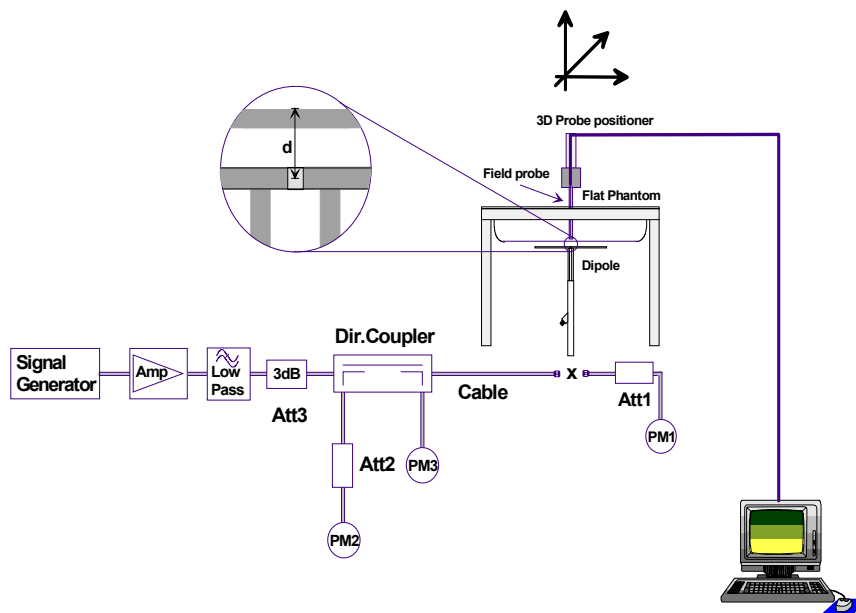 3D Probe positioner
d
Field probe
Flat Phantom
Dipole
Dir.Coupler
Signal
Generator
Amp
Low
Pass
3dB
Att3
Cable
x
Att1
PM1
Att2
PM3
PM2